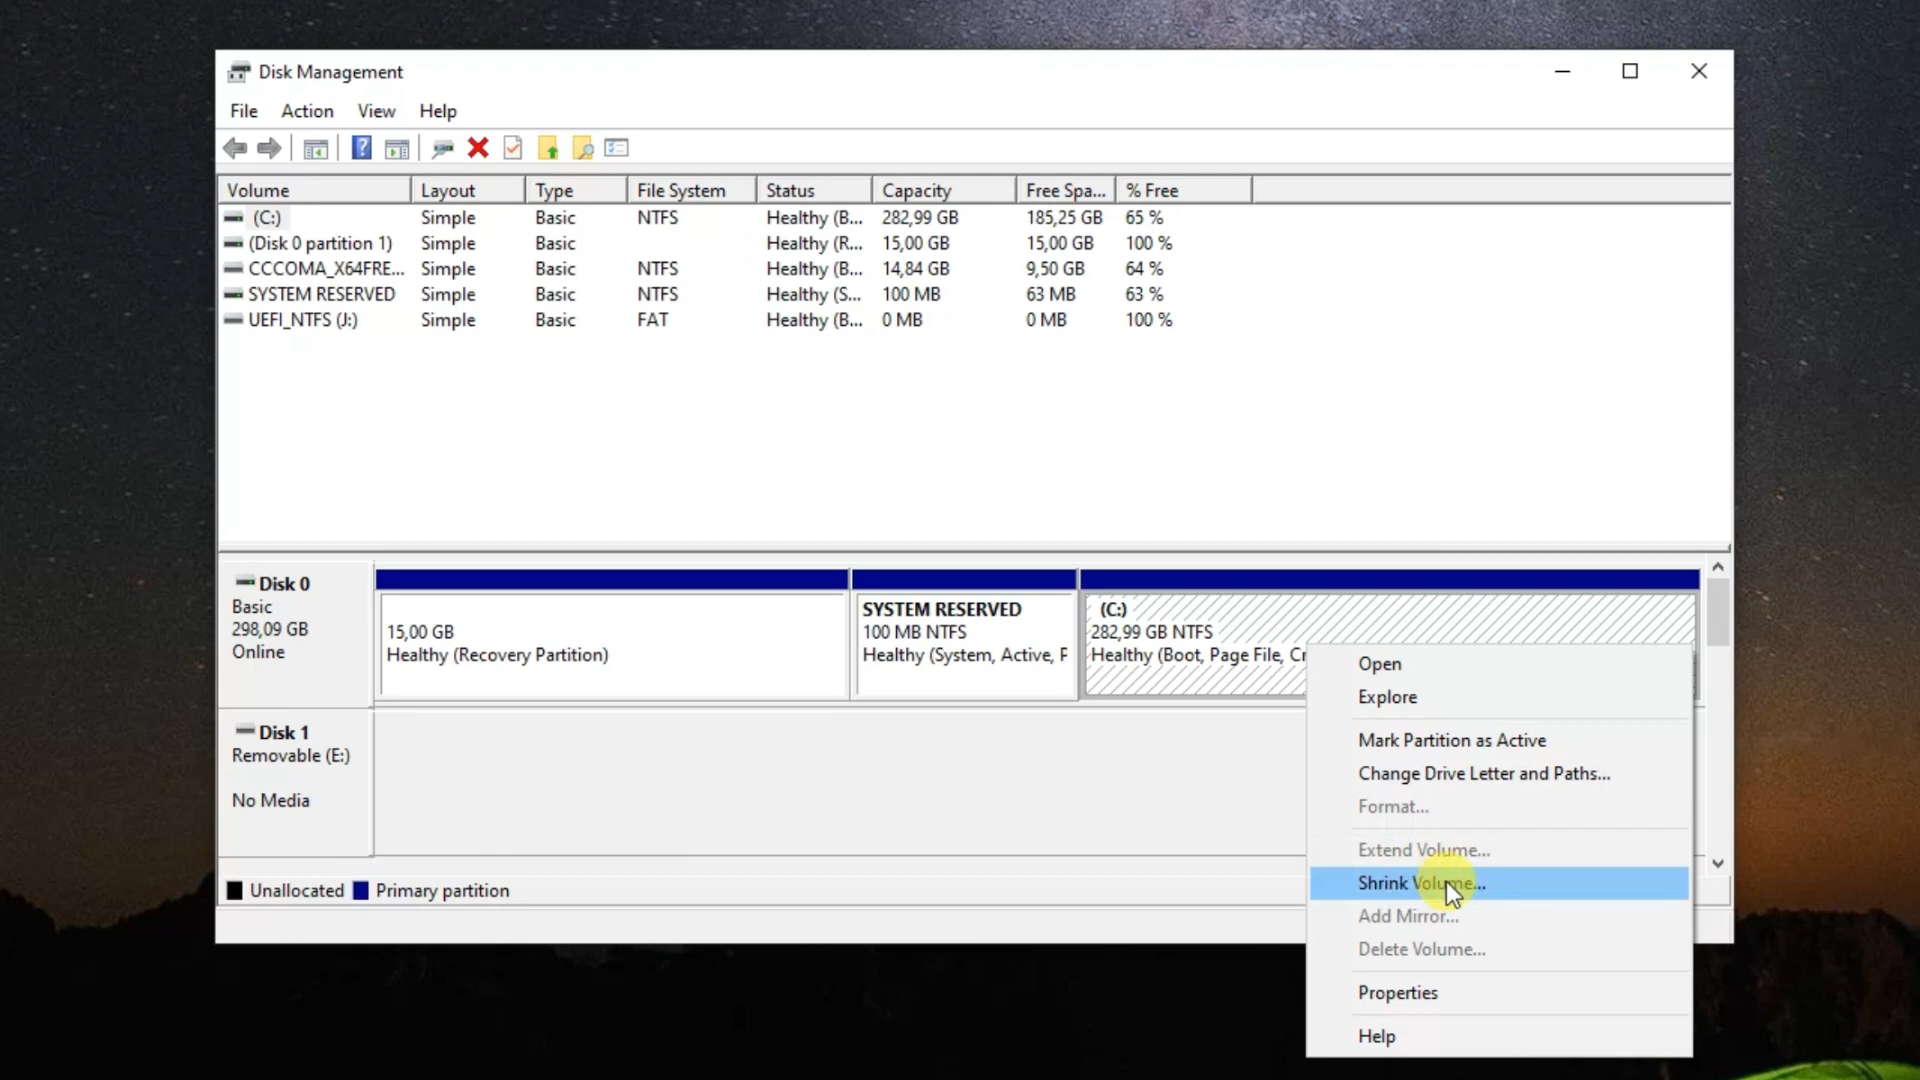 Disk Management
File Action View Help
Volume Layout Type File System Status Capacity Free Spa... % Free
(C:) Simple Basic NTFS Healthy (B... 282,99 GB 185,25 GB 65 %
(Disk 0 partition 1) Simple Basic Healthy (R... 15,00 GB 15,00 GB 100 %
CCCOMA_X64FRE... Simple Basic NTFS Healthy (B... 14,84 GB 9,50 GB 64 %
SYSTEM RESERVED Simple Basic NTFS Healthy (S... 100 MB 63 MB 63 %
UEFI_NTFS (J:) Simple Basic FAT Healthy (B... 0 MB 0 MB 100 %
Disk 0
Basic
298,09 GB
Online
15,00 GB
Healthy (Recovery Partition)
SYSTEM RESERVED
100 MB NTFS
Healthy (System, Active, P
(C:)
282,99 GB NTFS
Healthy (Boot, Page File, Cr
Open
Explore
Mark Partition as Active
Change Drive Letter and Paths...
Format...
Extend Volume...
Shrink Volume...
Add Mirror...
Delete Volume...
Properties
Help
Disk 1
Removable (E:)
No Media
Unallocated Primary partition